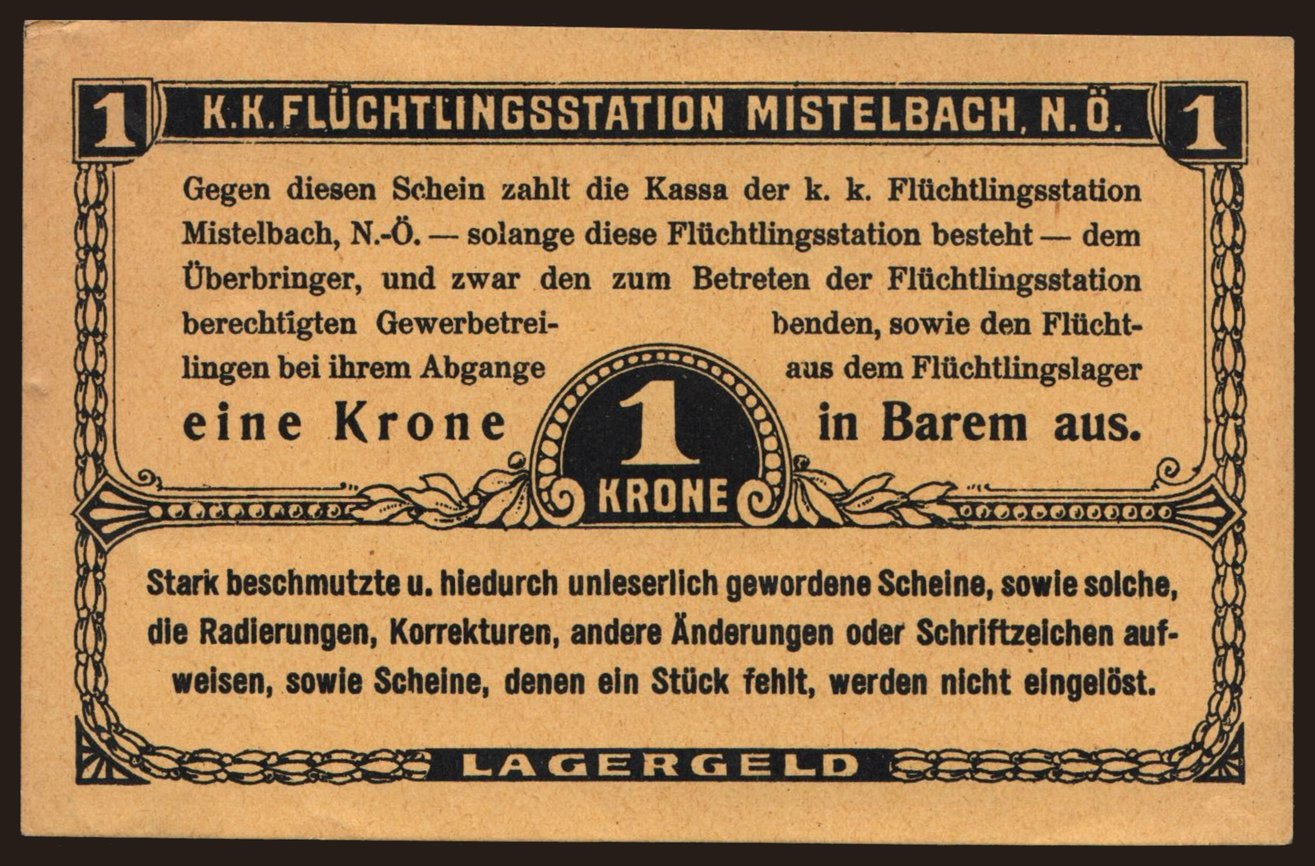 1 K.K. FLÜCHTLINGSSTATION MISTELBACH, N.Ö. 1
Gegen diesen Schein zahlt die Kassa der k. k. Flüchtlingsstation
Mistelbach, N.-Ö. — solange diese Flüchtlingsstation besteht — dem
Überbringer, und zwar den zum Betreten der Flüchtlingsstation
berechtigten Gewerbetrei- benden, sowie den Flücht-
lingen bei ihrem Abgange aus dem Flüchtlingslager
eine Krone in Barem aus.
1
KRONE
Stark beschmutzte u. hiedurch unleserlich gewordene Scheine, sowie solche,
die Radierungen, Korrekturen, andere Änderungen oder Schriftzeichen auf-
weisen, sowie Scheine, denen ein Stück fehlt, werden nicht eingelöst.
LAGERGELD